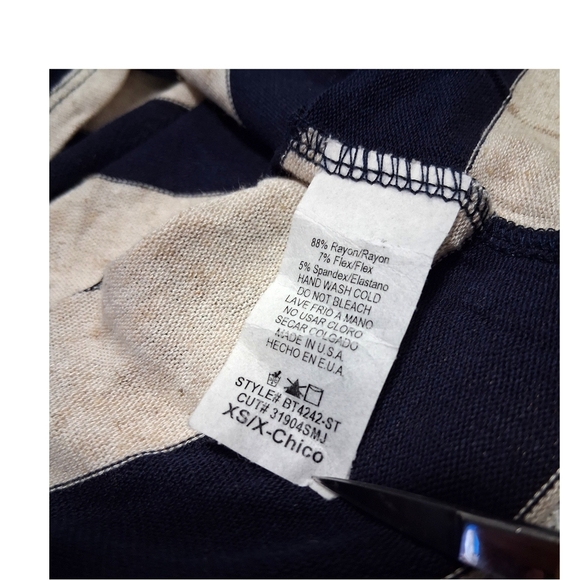 88% Rayon/Rayon
7% Flex/Flex
5% Spandex/Elastano
HAND WASH COLD
DO NOT BLEACH
LAVE FRIO A MANO
NO USAR CLORO
SECAR COLGADO
MADE IN U.S.A.
HECHO EN E.U.A.
STYLE# BT4242-ST
CUT# 31904SMJ
XS/X-Chico